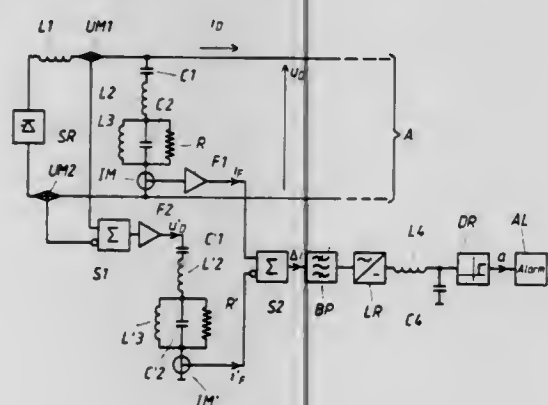 L1
UM1
i_D
C1
L2
C2
U_D
L3
SR
R
A
UM2
IM
F1
i_F
F2
U'_D
C'1
S1
Σ
L'2
Σ
Δi
L4
DR
AL
a
Alarm
R'
S2
BP
LR
C4
L'3
C'2
i'_F
IM'